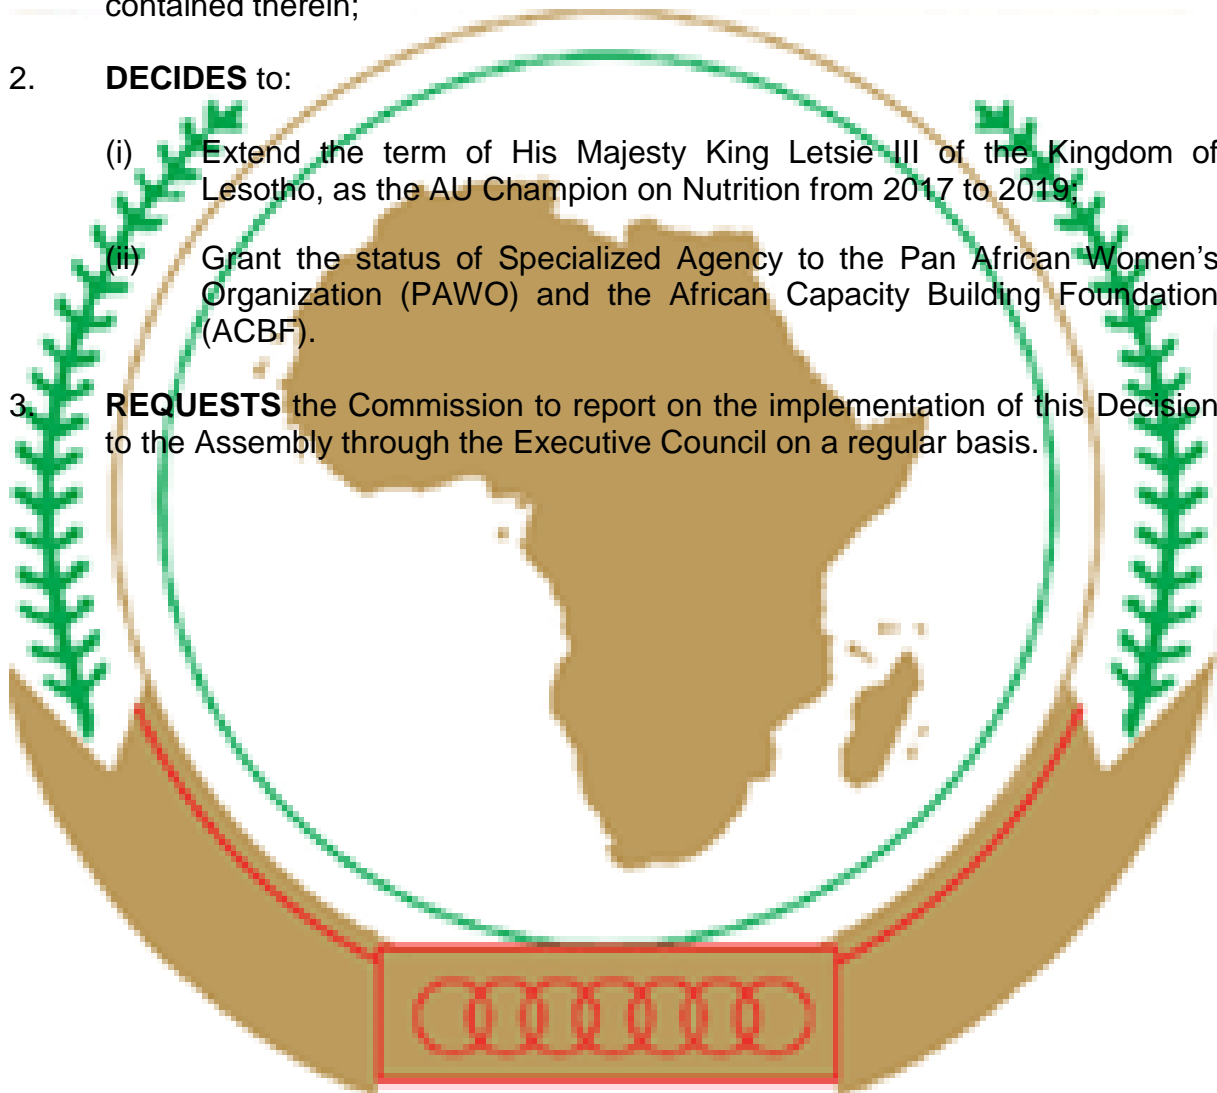 contained therein;
2. DECIDES to:
(i) Extend the term of His Majesty King Letsie III of the Kingdom of
Lesotho, as the AU Champion on Nutrition from 2017 to 2019;
(ii) Grant the status of Specialized Agency to the Pan African Women’s
Organization (PAWO) and the African Capacity Building Foundation
(ACBF).
3. REQUESTS the Commission to report on the implementation of this Decision
to the Assembly through the Executive Council on a regular basis.